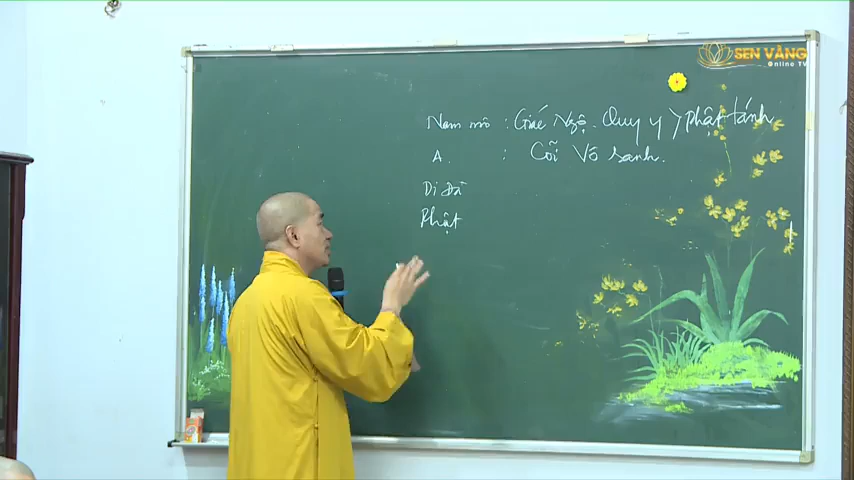 SEN VÀNG
Online TV
Nam mô : Giác Ngộ. Quy y > phật tánh
A. : Cõi Vô sanh.
Di Đà
Phật